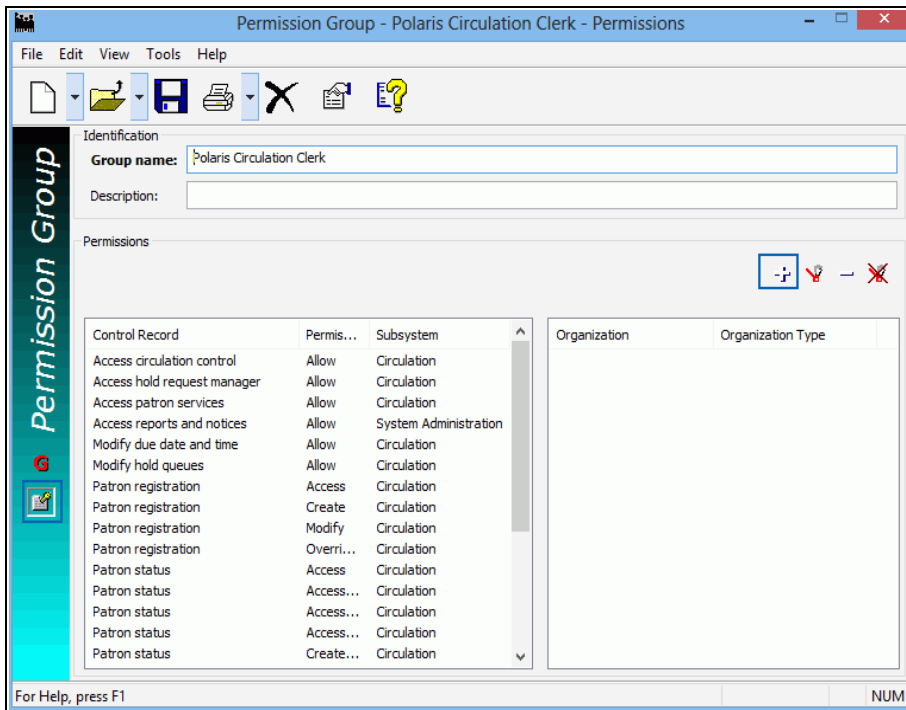 Permission Group - Polaris Circulation Clerk - Permissions
File Edit View Tools Help
Permission Group
G
Identification
Group name: Polaris Circulation Clerk
Description:
Permissions
Control Record Permis... Subsystem
Access circulation control Allow Circulation
Access hold request manager Allow Circulation
Access patron services Allow Circulation
Access reports and notices Allow System Administration
Modify due date and time Allow Circulation
Modify hold queues Allow Circulation
Patron registration Access Circulation
Patron registration Create Circulation
Patron registration Modify Circulation
Patron registration Overri... Circulation
Patron status Access Circulation
Patron status Access... Circulation
Patron status Access... Circulation
Patron status Access... Circulation
Patron status Create... Circulation
Organization Organization Type
For Help, press F1
NUM